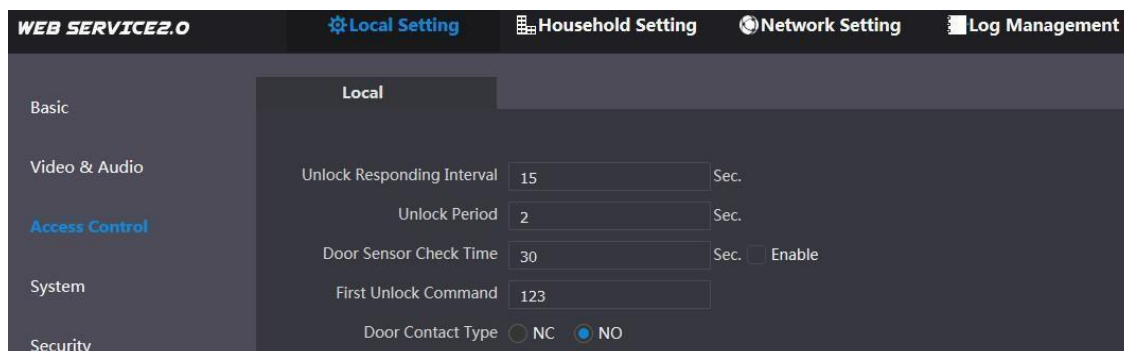 WEB SERVICE2.0 Local Setting Household Setting Network Setting Log Management
Local
Basic
Video & Audio
Access Control
System
Security
Unlock Responding Interval 15 Sec.
Unlock Period 2 Sec.
Door Sensor Check Time 30 Sec. Enable
First Unlock Command 123
Door Contact Type NC NO